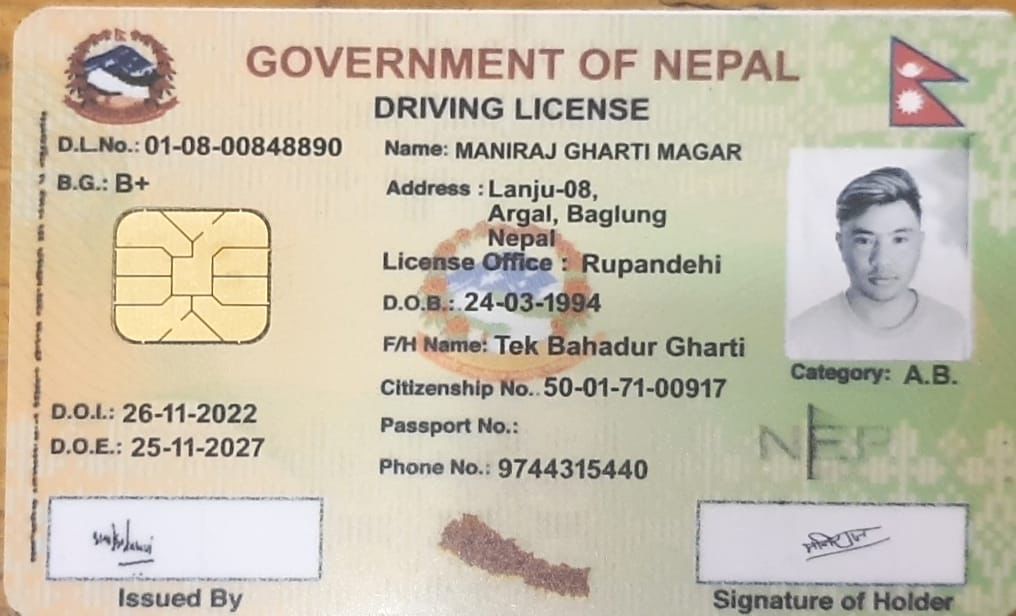 GOVERNMENT OF NEPAL
DRIVING LICENSE
D.L.No.: 01-08-00848890
B.G.: B+
Name: MANIRAJ GHARTI MAGAR
Address : Lanju-08,
Argal, Baglung
Nepal
License Office : Rupandehi
D.O.B.: 24-03-1994
F/H Name: Tek Bahadur Gharti
Citizenship No.: 50-01-71-00917
Passport No.:
Phone No.: 9744315440
Category: A.B.
D.O.I.: 26-11-2022
D.O.E.: 25-11-2027
NEP
मनिराज
Issued By
Signature of Holder